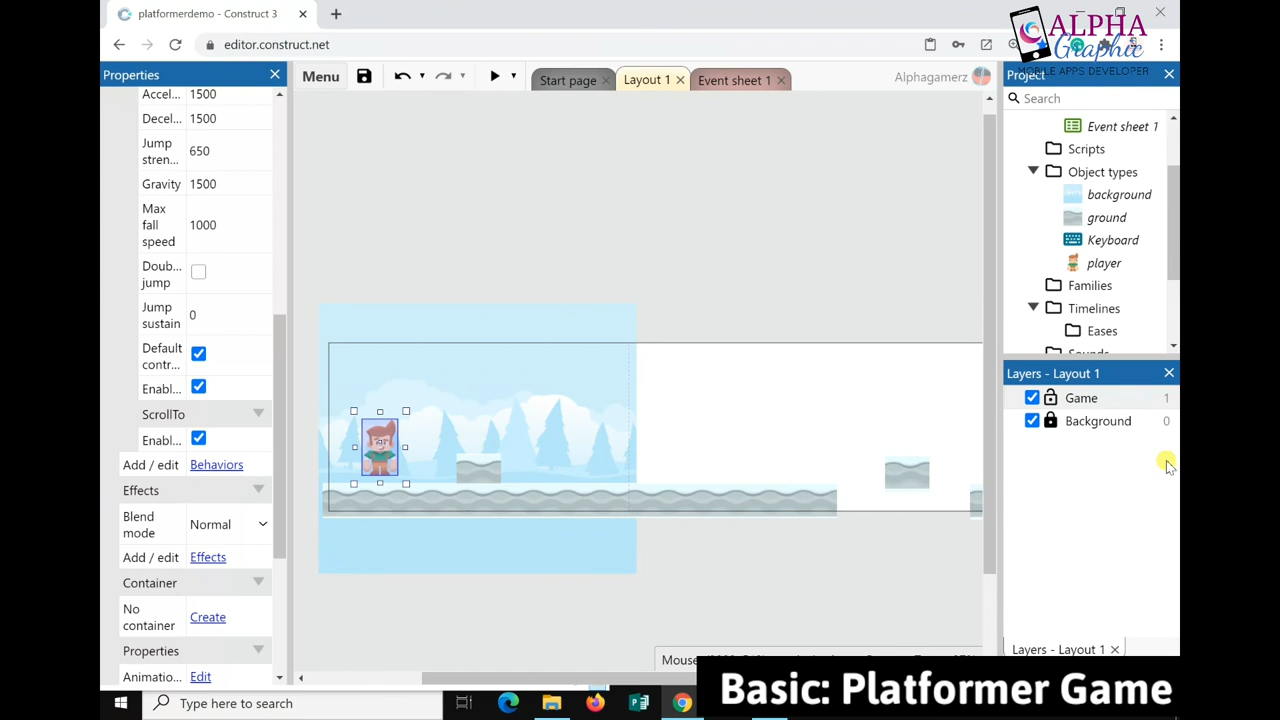 platformerdemo - Construct 3
editor.construct.net
ALPHA
Graphic
MOBILE APPS DEVELOPER
Properties
Menu
Start page
Layout 1
Event sheet 1
Alphagamerz
Project
Accel... 1500
Decel... 1500
Jump
stren... 650
Gravity 1500
Max
fall
speed 1000
Doub...
jump
Jump
sustain 0
Default
contr...
Enabl...
ScrollTo
Enabl...
Add / edit Behaviors
Effects
Blend
mode Normal
Add / edit Effects
Container
No
container Create
Properties
Animatio... Edit
Search
Event sheet 1
Scripts
Object types
background
ground
Keyboard
player
Families
Timelines
Eases
Sounds
Layers - Layout 1
Game 1
Background 0
Layers - Layout 1
Mouse
Basic: Platformer Game
Type here to search